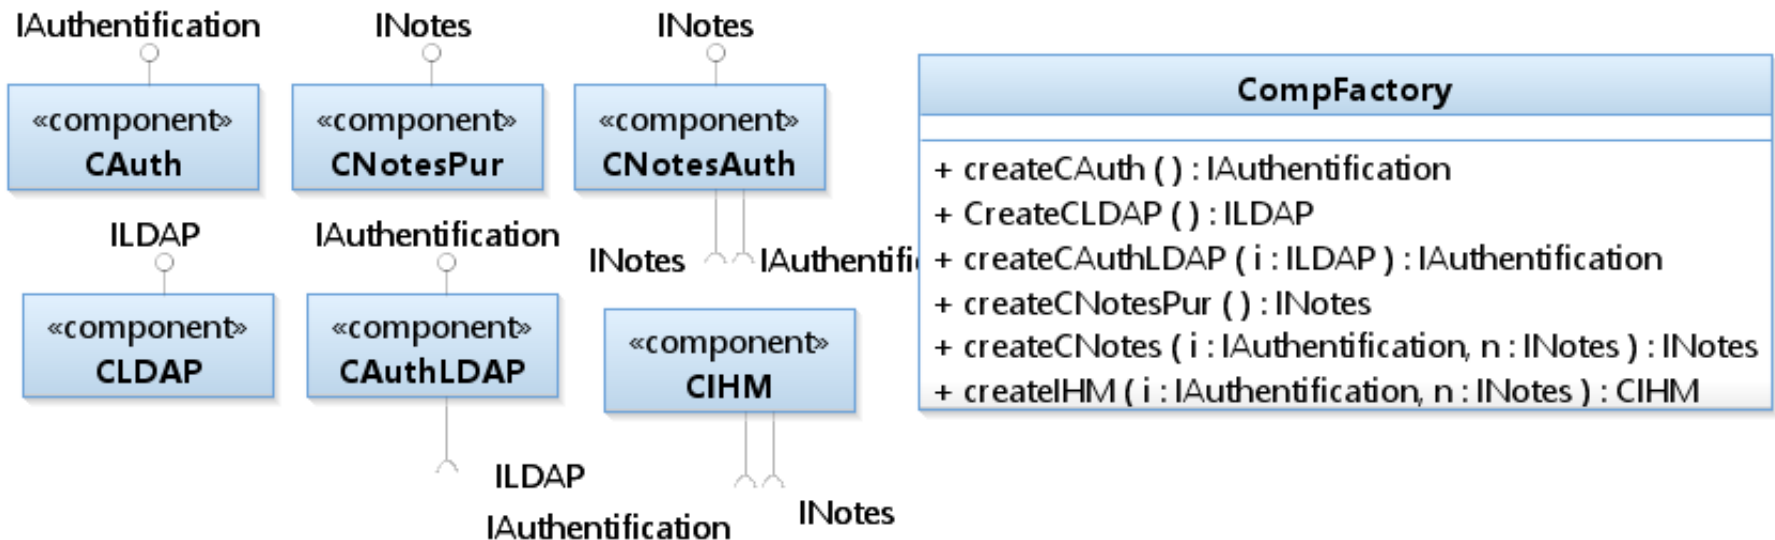 IAuthentification
INotes
INotes
«component»
CAuth
«component»
CNotesPur
«component»
CNotesAuth
ILDAP
IAuthentification
INotes
IAuthentifi
«component»
CLDAP
«component»
CAuthLDAP
«component»
CIHM
ILDAP
IAuthentification
INotes
CompFactory
+ createCAuth ( ) : IAuthentification
+ CreateCLDAP ( ) : ILDAP
+ createCAuthLDAP ( i : ILDAP ) : IAuthentification
+ createCNotesPur ( ) : INotes
+ createCNotes ( i : IAuthentification, n : INotes ) : INotes
+ createIHM ( i : IAuthentification, n : INotes ) : CIHM